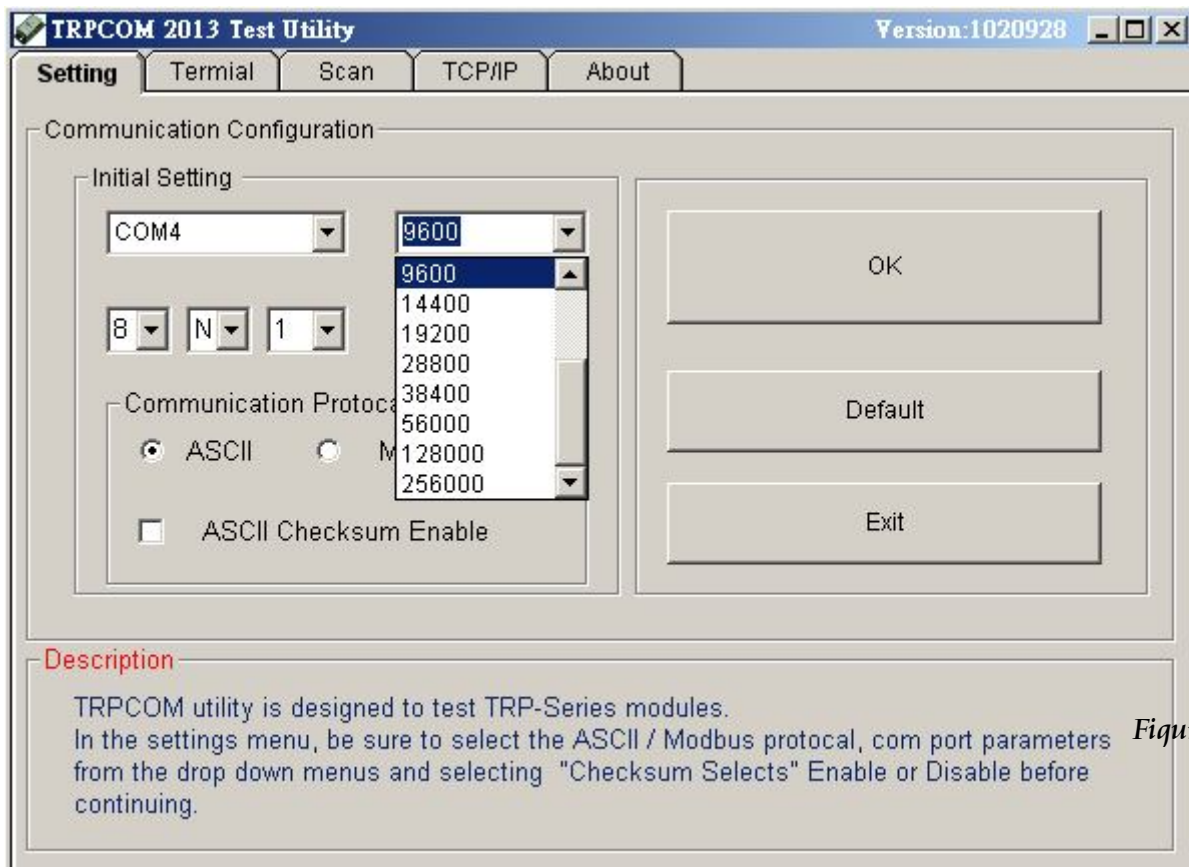 TRPCOM 2013 Test Utility Version:1020928
Setting Termial Scan TCP/IP About
Communication Configuration
Initial Setting
COM4 9600
9600
14400
19200
28800
38400
56000
128000
256000
8 N 1
Communication Protoca
ASCII M
ASCII Checksum Enable
OK
Default
Exit
Description
TRPCOM utility is designed to test TRP-Series modules.
In the settings menu, be sure to select the ASCII / Modbus protocal, com port parameters
from the drop down menus and selecting "Checksum Selects" Enable or Disable before
continuing.
Figu